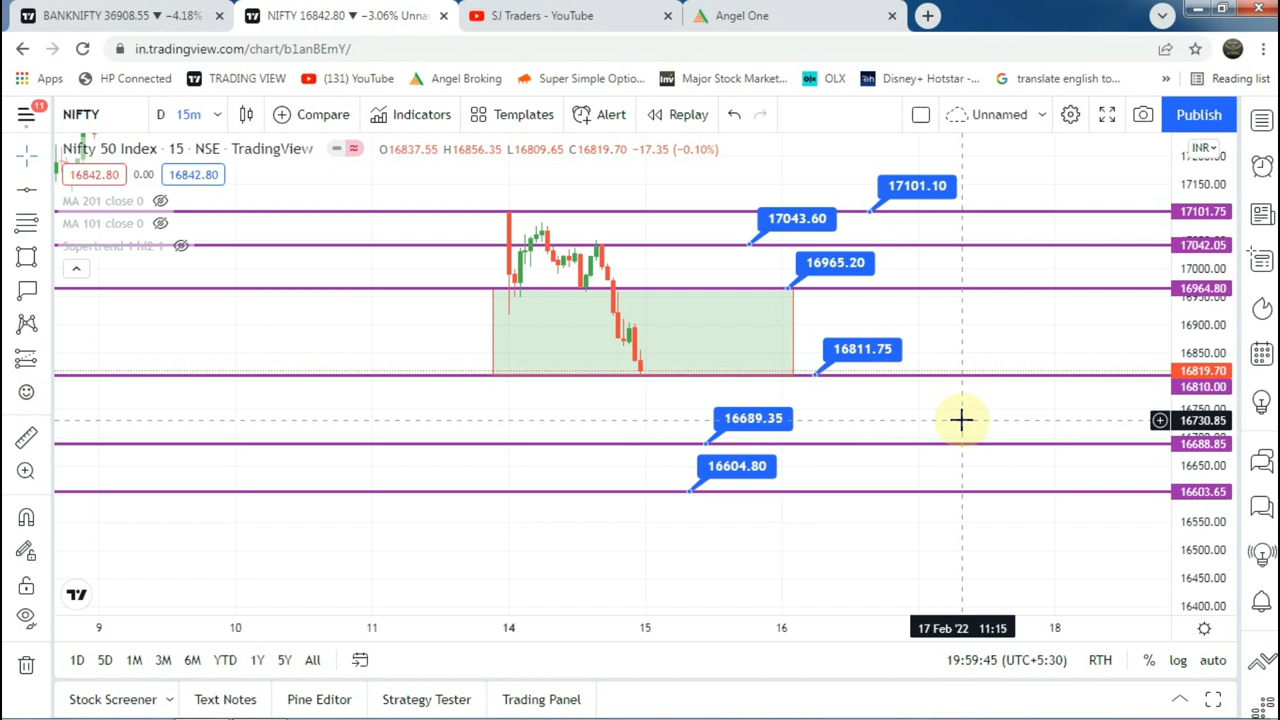 BANKNIFTY 36908.55 ▼ −4.18%
NIFTY 16842.80 ▼ −3.06% Unna
SJ Traders - YouTube
Angel One
in.tradingview.com/chart/b1anBEmY/
Apps HP Connected TRADING VIEW (131) YouTube Angel Broking Super Simple Optio... Major Stock Market... OLX Disney+ Hotstar -... translate english to... » Reading list
11
NIFTY D 15m Compare Indicators Templates Alert Replay Unnamed Publish
Nifty 50 Index · 15 · NSE · TradingView O16837.55 H16856.35 L16809.65 C16819.70 −17.35 (−0.10%)
INR
16842.80 0.00 16842.80
MA 201 close 0
MA 101 close 0
17101.10
17043.60
16965.20
16811.75
16689.35
16604.80
17150.00
17101.75
17042.05
17000.00
16964.80
16900.00
16850.00
16819.70
16810.00
16730.85
16688.85
16650.00
16603.65
16550.00
16500.00
16450.00
16400.00
9 10 11 14 15 16 17 Feb '22 11:15 18
1D 5D 1M 3M 6M YTD 1Y 5Y All 19:59:45 (UTC+5:30) RTH % log auto
Stock Screener Text Notes Pine Editor Strategy Tester Trading Panel